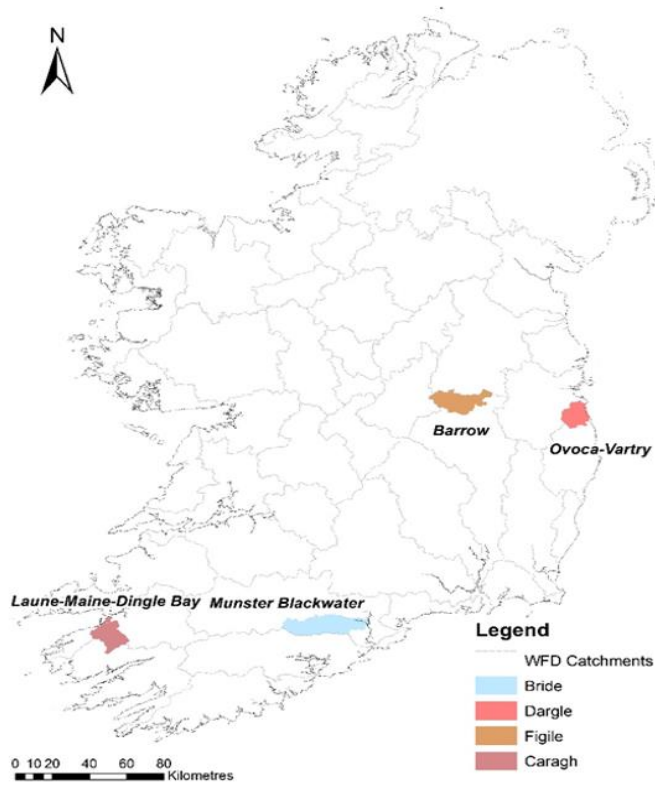 N
Barrow
Ovoca-Vartry
Laune-Maine-Dingle Bay
Munster Blackwater
Legend
WFD Catchments
Bride
Dargle
Figile
Caragh
0 10 20 40 60 80
Kilometres